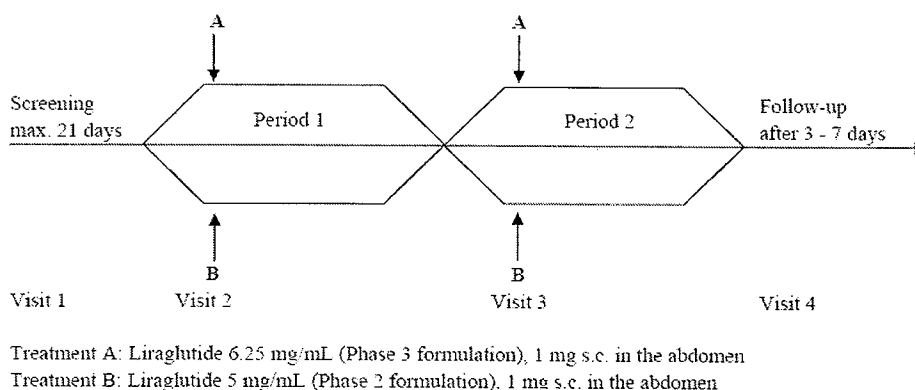 A A
Screening Period 1 Period 2 Follow-up
max. 21 days after 3 - 7 days
B B
Visit 1 Visit 2 Visit 3 Visit 4
Treatment A: Liraglutide 6.25 mg/mL (Phase 3 formulation), 1 mg s.c. in the abdomen
Treatment B: Liraglutide 5 mg/mL (Phase 2 formulation), 1 mg s.c. in the abdomen